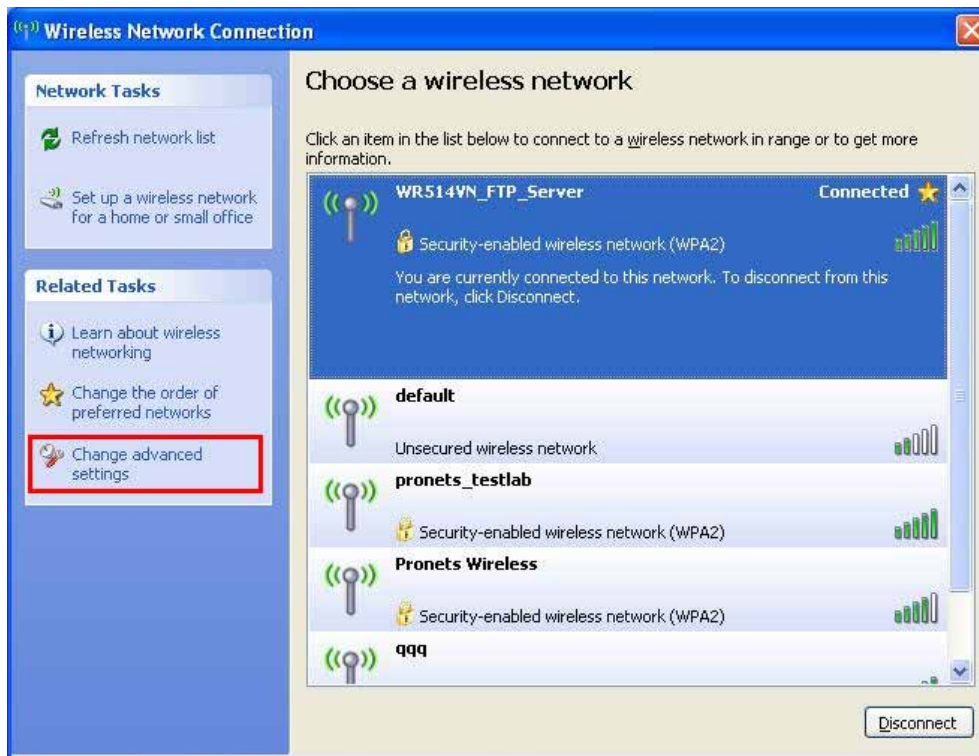 Wireless Network Connection
Network Tasks
Refresh network list
Set up a wireless network
for a home or small office
Related Tasks
Learn about wireless
networking
Change the order of
preferred networks
Change advanced
settings
Choose a wireless network
Click an item in the list below to connect to a wireless network in range or to get more
information.
WR514VN_FTP_Server
Connected
Security-enabled wireless network (WPA2)
You are currently connected to this network. To disconnect from this
network, click Disconnect.
default
Unsecured wireless network
pronets_testlab
Security-enabled wireless network (WPA2)
Pronets Wireless
Security-enabled wireless network (WPA2)
qqq
Disconnect